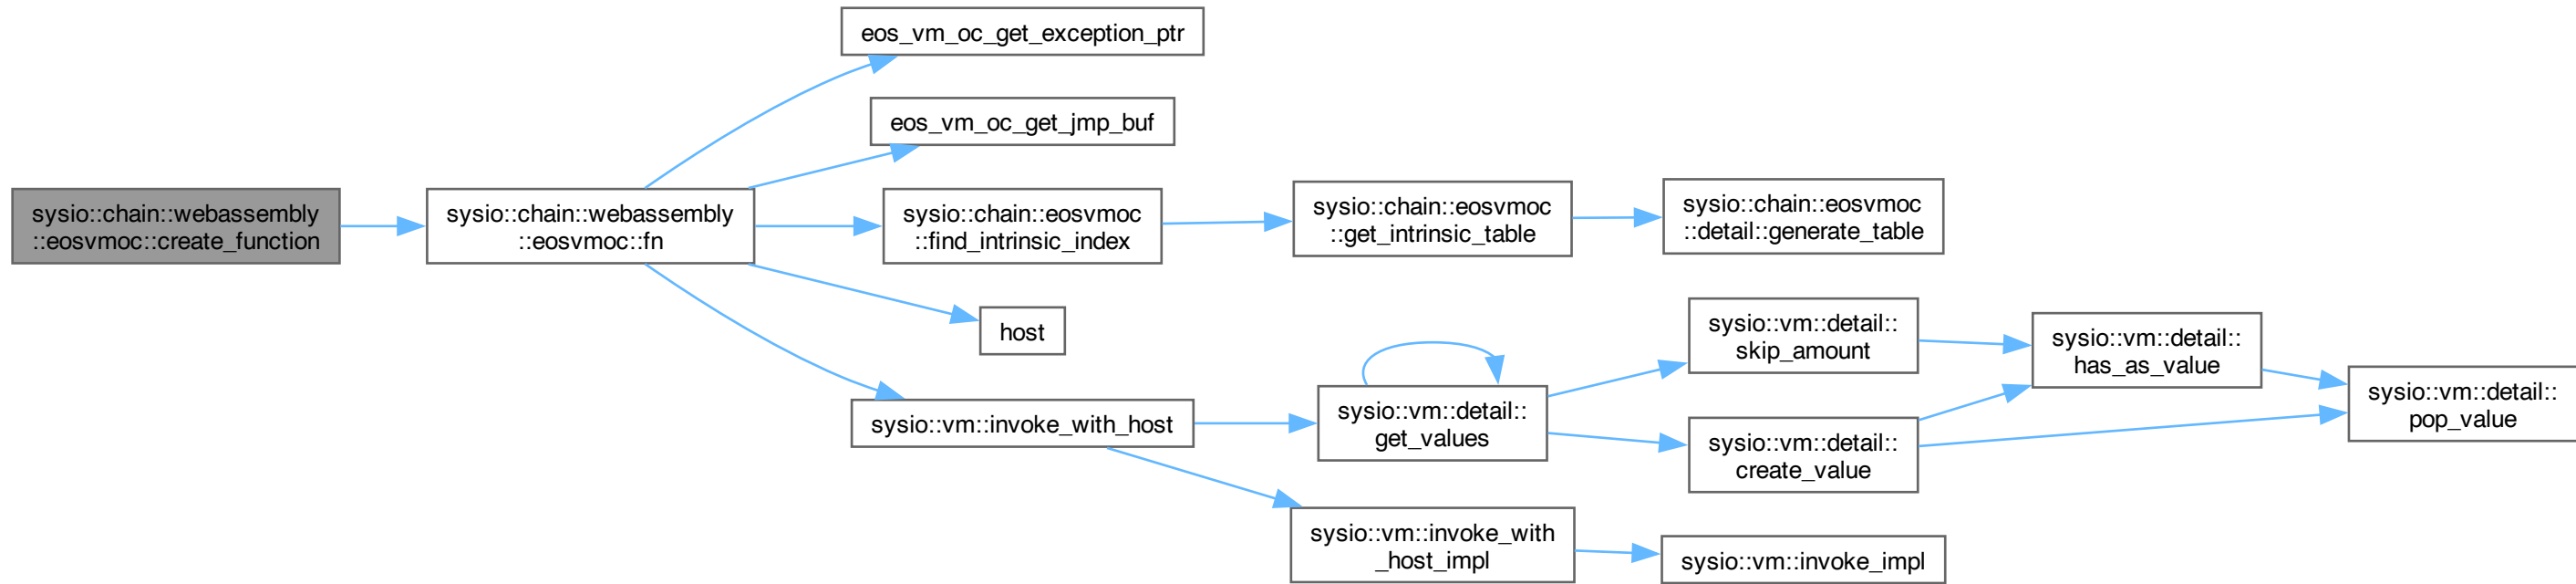 eos_vm_oc_get_exception_ptr
eos_vm_oc_get_jmp_buf
sysio::chain::webassembly
::eosvmoc::create_function
sysio::chain::webassembly
::eosvmoc::fn
sysio::chain::eosvmoc
::find_intrinsic_index
sysio::chain::eosvmoc
::get_intrinsic_table
sysio::chain::eosvmoc
::detail::generate_table
host
sysio::vm::invoke_with_host
sysio::vm::detail::
get_values
sysio::vm::detail::
skip_amount
sysio::vm::detail::
create_value
sysio::vm::detail::
has_as_value
sysio::vm::detail::
pop_value
sysio::vm::invoke_with
_host_impl
sysio::vm::invoke_impl